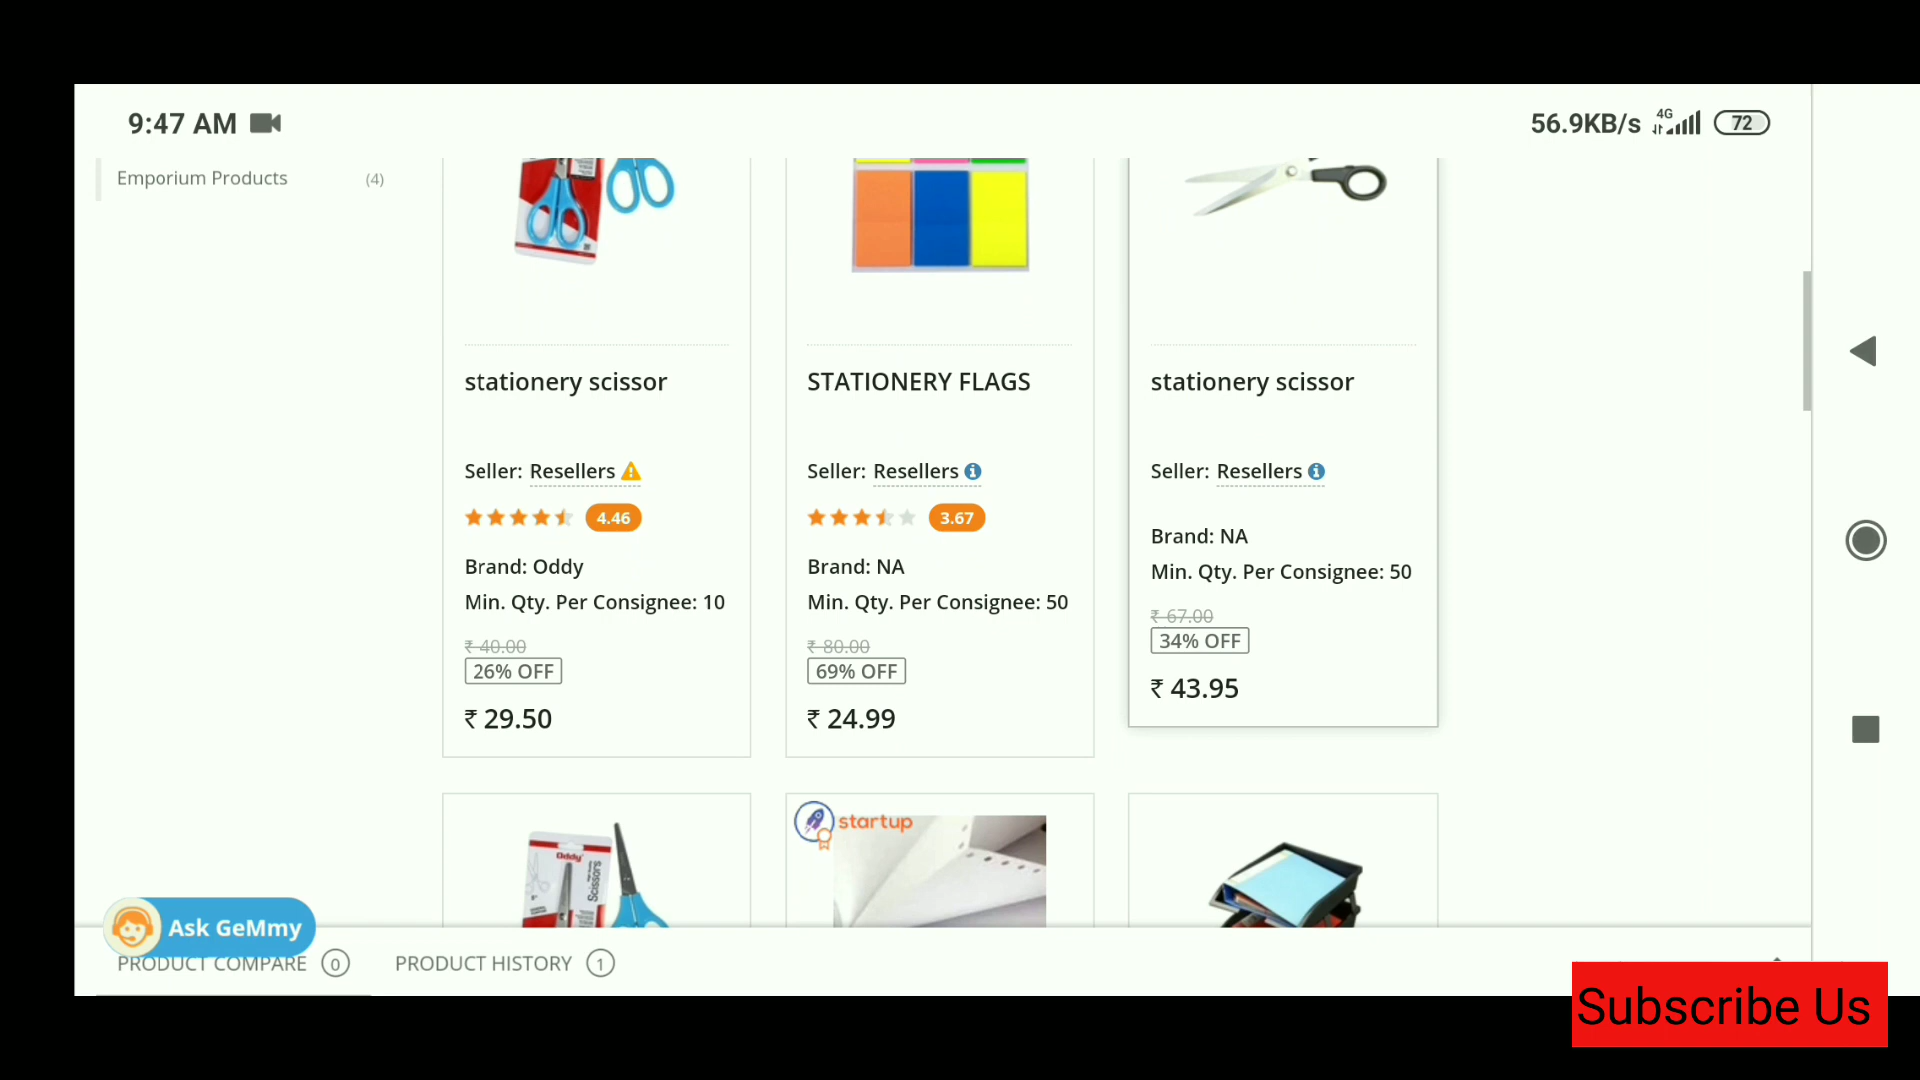 9:47 AM
56.9KB/s 4G 72
Emporium Products (4)
stationery scissor
Seller: Resellers
4.46
Brand: Oddy
Min. Qty. Per Consignee: 10
₹ 40.00
26% OFF
₹ 29.50
STATIONERY FLAGS
Seller: Resellers
3.67
Brand: NA
Min. Qty. Per Consignee: 50
₹ 80.00
69% OFF
₹ 24.99
stationery scissor
Seller: Resellers
Brand: NA
Min. Qty. Per Consignee: 50
₹ 67.00
34% OFF
₹ 43.95
Oddy
Scissors
startup
Ask GeMmy
PRODUCT COMPARE 0
PRODUCT HISTORY 1
Subscribe Us